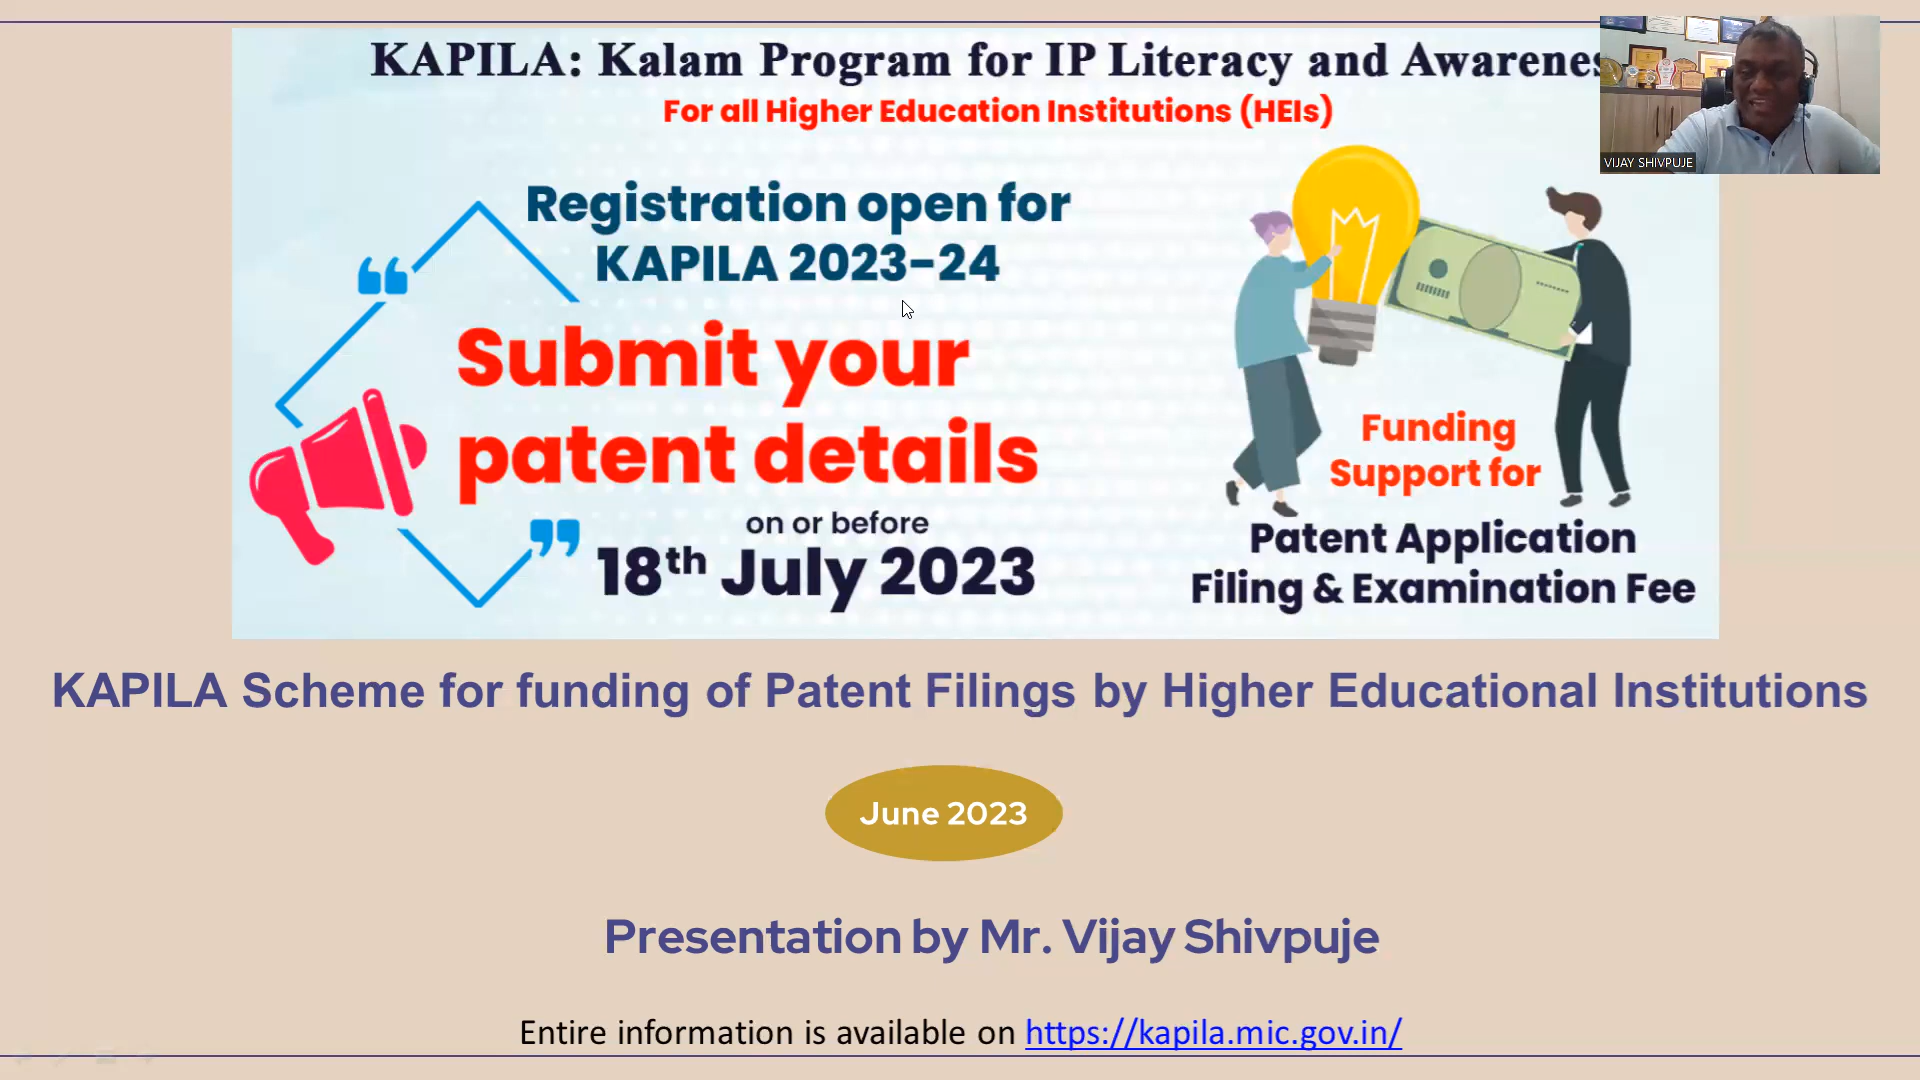 KAPILA: Kalam Program for IP Literacy and Awarenes
For all Higher Education Institutions (HEIs)
VIJAY SHIVPUJE
Registration open for
KAPILA 2023-24
“
Submit your
patent details
”
on or before
18th July 2023
Funding
Support for
Patent Application
Filing & Examination Fee
KAPILA Scheme for funding of Patent Filings by Higher Educational Institutions
June 2023
Presentation by Mr. Vijay Shivpuje
Entire information is available on https://kapila.mic.gov.in/